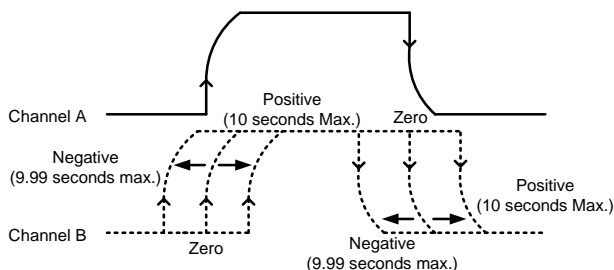 Channel A
Positive
(10 seconds Max.)
Zero
Negative
(9.99 seconds max.)
Positive
(10 seconds Max.)
Channel B
Zero
Negative
(9.99 seconds max.)